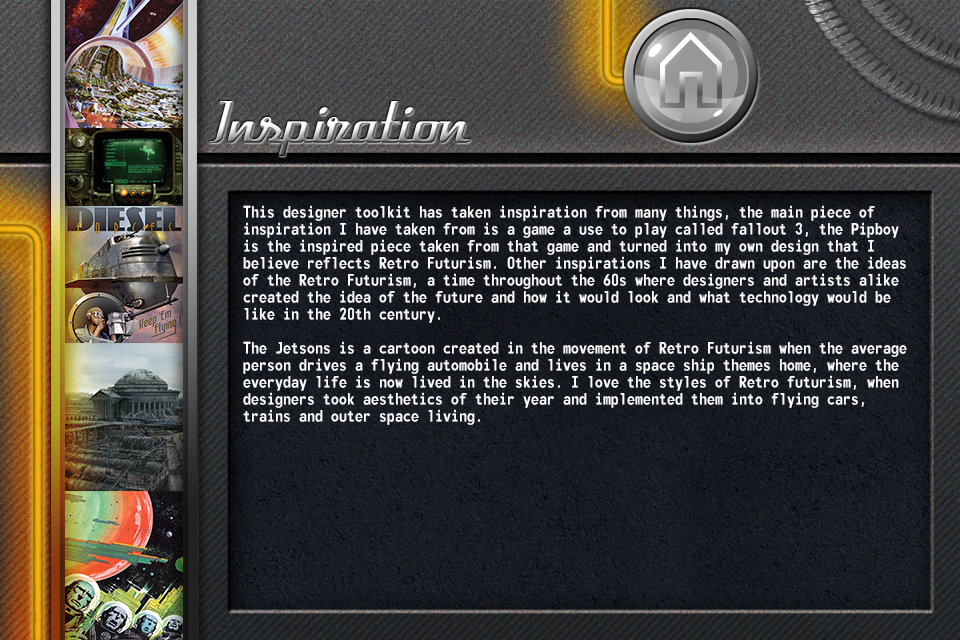 Inspiration
DIESEL
Keep 'Em
Flying!
This designer toolkit has taken inspiration from many things, the main piece of
inspiration I have taken from is a game a use to play called fallout 3, the Pipboy
is the inspired piece taken from that game and turned into my own design that I
believe reflects Retro Futurism. Other inspirations I have drawn upon are the ideas
of the Retro Futurism, a time throughout the 60s where designers and artists alike
created the idea of the future and how it would look and what technology would be
like in the 20th century.
The Jetsons is a cartoon created in the movement of Retro Futurism when the average
person drives a flying automobile and lives in a space ship themes home, where the
everyday life is now lived in the skies. I love the styles of Retro futurism, when
designers took aesthetics of their year and implemented them into flying cars,
trains and outer space living.